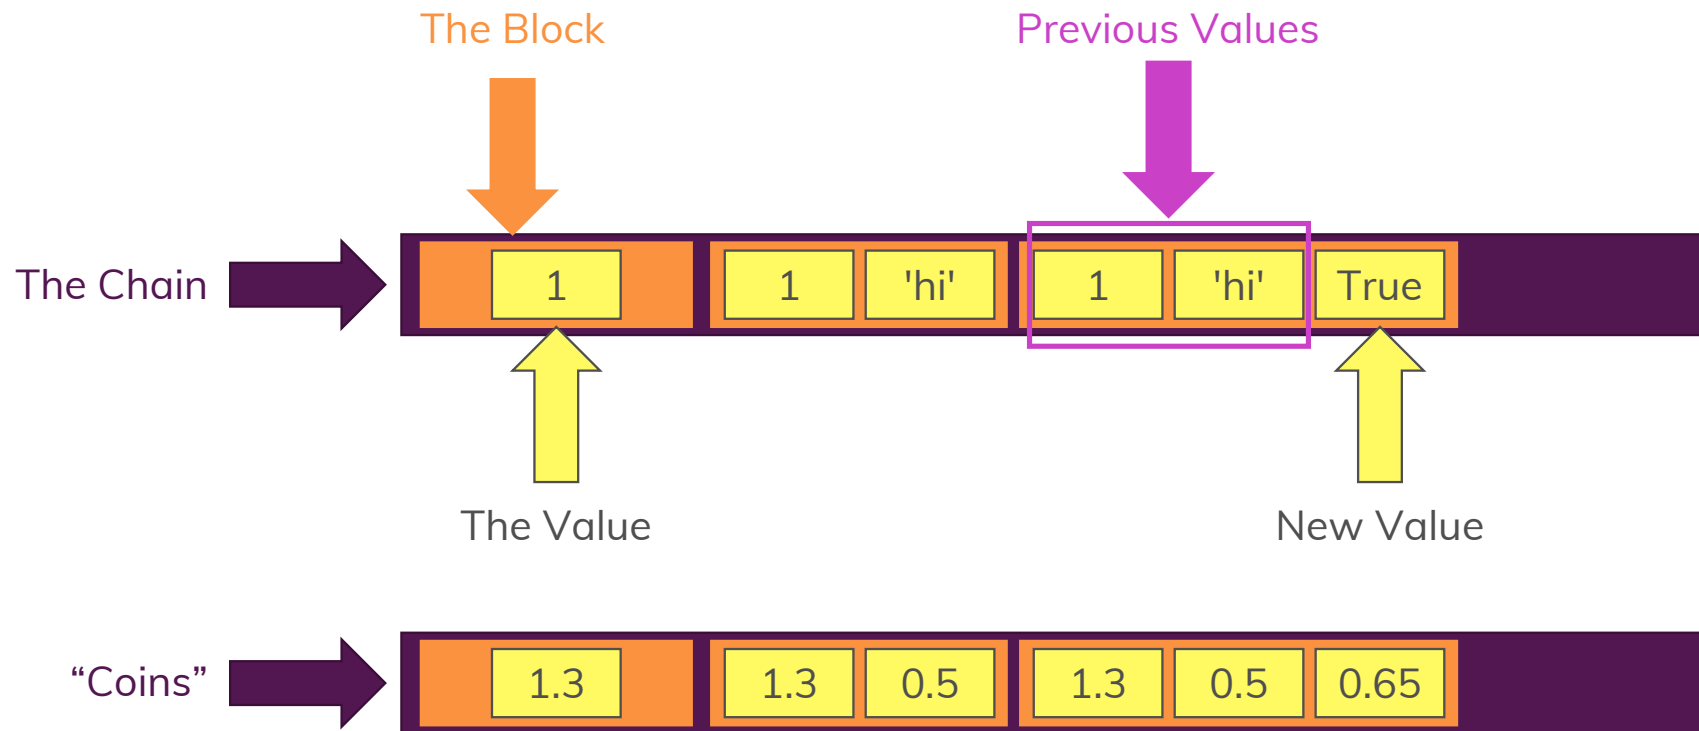 The Block
Previous Values
The Chain
1
1 'hi'
1 'hi' True
The Value
New Value
“Coins”
1.3
1.3 0.5
1.3 0.5 0.65